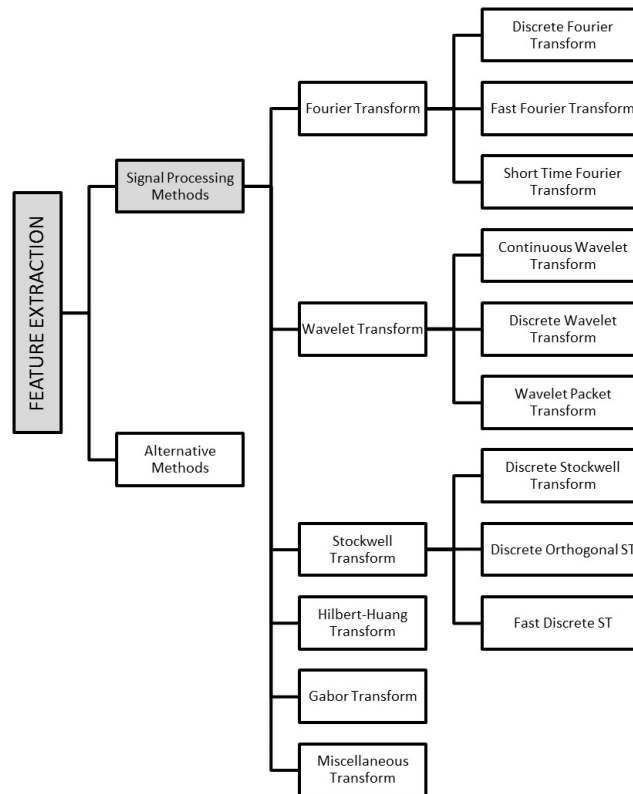 FEATURE EXTRACTION
Signal Processing
Methods
Alternative
Methods
Fourier Transform
Wavelet Transform
Stockwell
Transform
Hilbert-Huang
Transform
Gabor Transform
Miscellaneous
Transform
Discrete Fourier
Transform
Fast Fourier Transform
Short Time Fourier
Transform
Continuous Wavelet
Transform
Discrete Wavelet
Transform
Wavelet Packet
Transform
Discrete Stockwell
Transform
Discrete Orthogonal ST
Fast Discrete ST